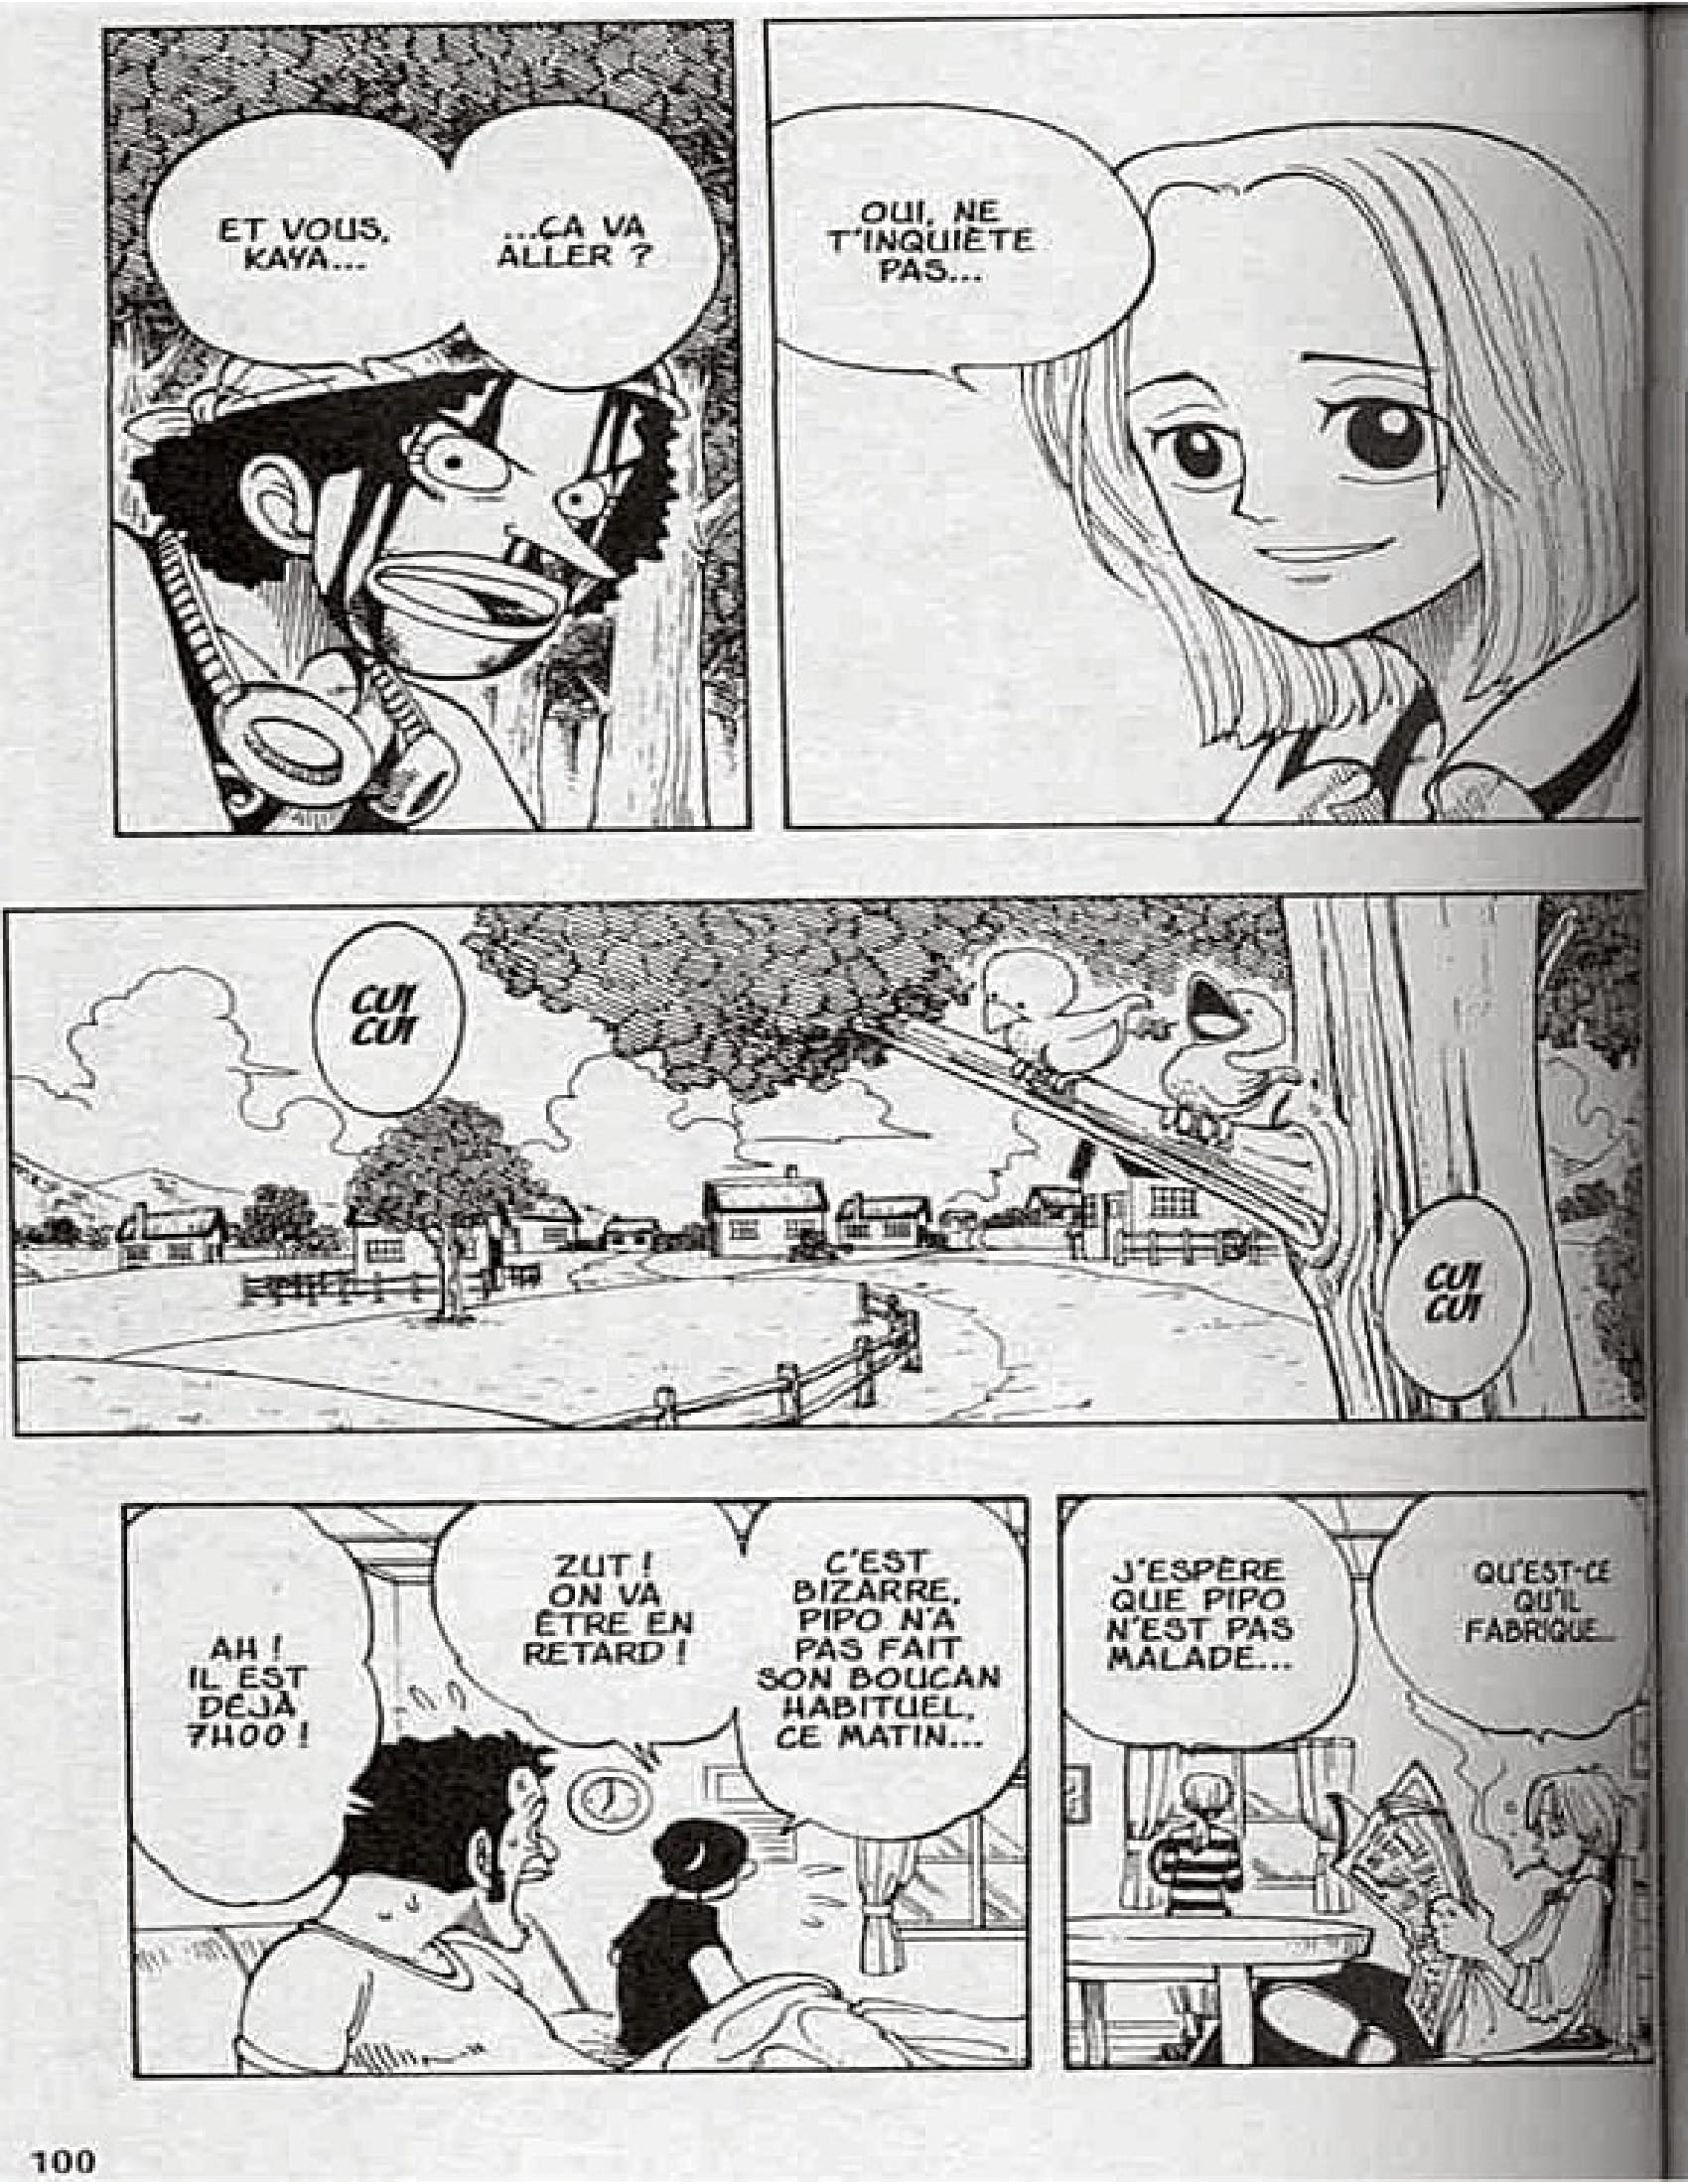 ET VOUS,
KAYA...
...ÇA VA
ALLER ?
OUI, NE
T'INQUIÈTE
PAS...
CUI
CUI
CUI
CUI
AH !
IL EST
DÉJÀ
7H00 !
ZUT !
ON VA
ÊTRE EN
RETARD !
C'EST
BIZARRE,
PIPO N'A
PAS FAIT
SON BOUCAN
HABITUEL,
CE MATIN...
J'ESPÈRE
QUE PIPO
N'EST PAS
MALADE...
QU'EST-CE
QU'IL
FABRIQUE...
100